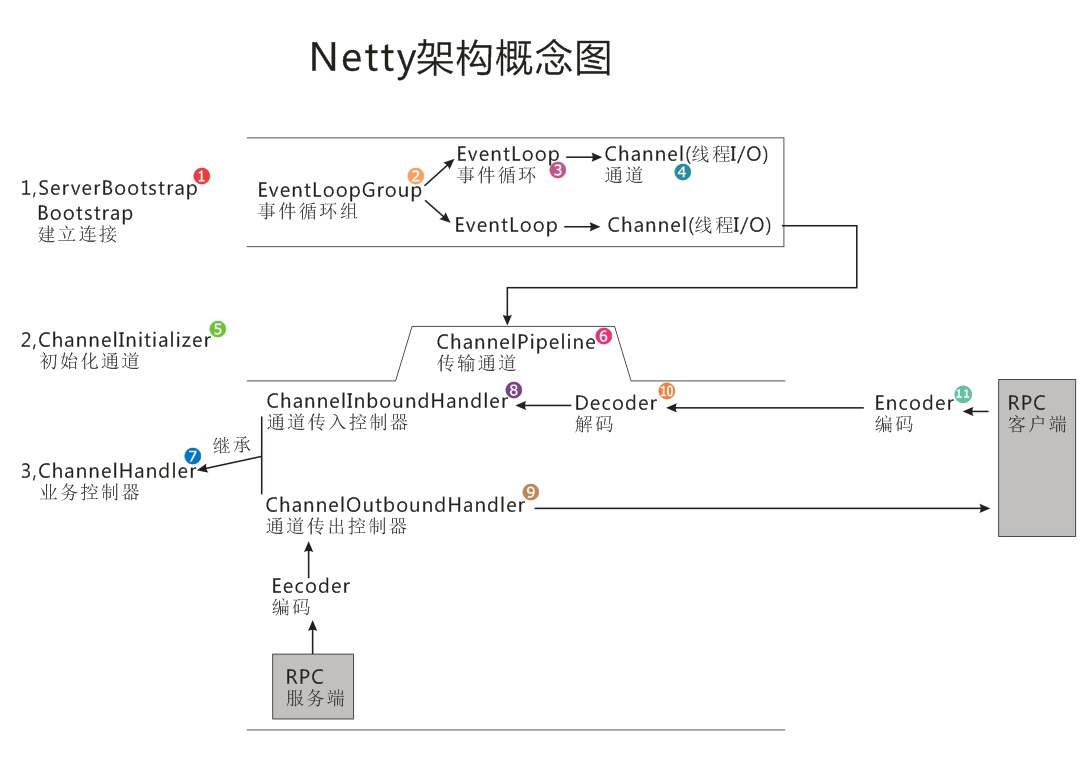 Netty架构概念图
EventLoop
事件循环
3
Channel(线程I/O)
通道
4
1,ServerBootstrap
1
Bootstrap
建立连接
EventLoopGroup
2
事件循环组
EventLoop
Channel(线程I/O)
2,ChannelInitializer
5
初始化通道
ChannelPipeline
6
传输通道
ChannelInboundHandler
8
通道传入控制器
Decoder
10
解码
Encoder
11
编码
RPC
客户端
继承
3,ChannelHandler
7
业务控制器
ChannelOutboundHandler
9
通道传出控制器
Eecoder
编码
RPC
服务端